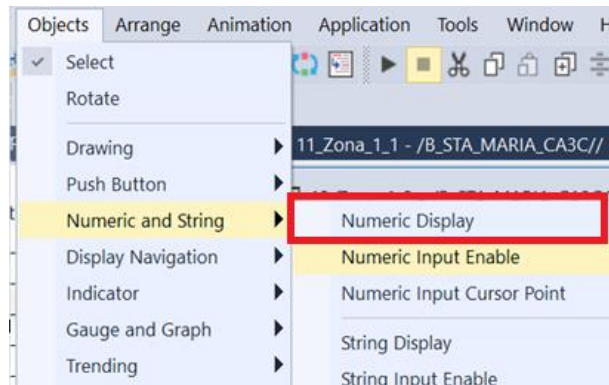 Objects Arrange Animation Application Tools Window H
Select
Rotate
Drawing
Push Button
Numeric and String
Display Navigation
Indicator
Gauge and Graph
Trending
11_Zona_1_1 - /B_STA_MARIA_CA3C//
Numeric Display
Numeric Input Enable
Numeric Input Cursor Point
String Display
String Input Enable